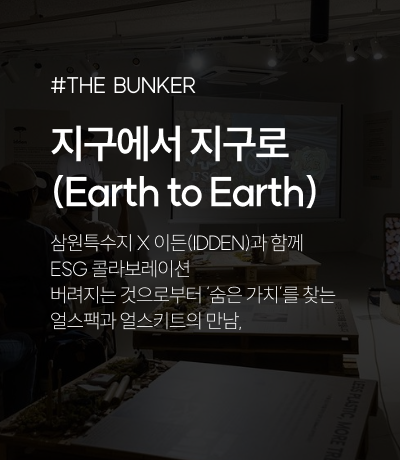 #THE BUNKER
지구에서 지구로
(Earth to Earth)
삼원특수지 X 이든(IDDEN)과 함께
ESG 콜라보레이션
버려지는 것으로부터 '숨은 가치'를 찾는
얼스팩과 얼스키트의 만남,